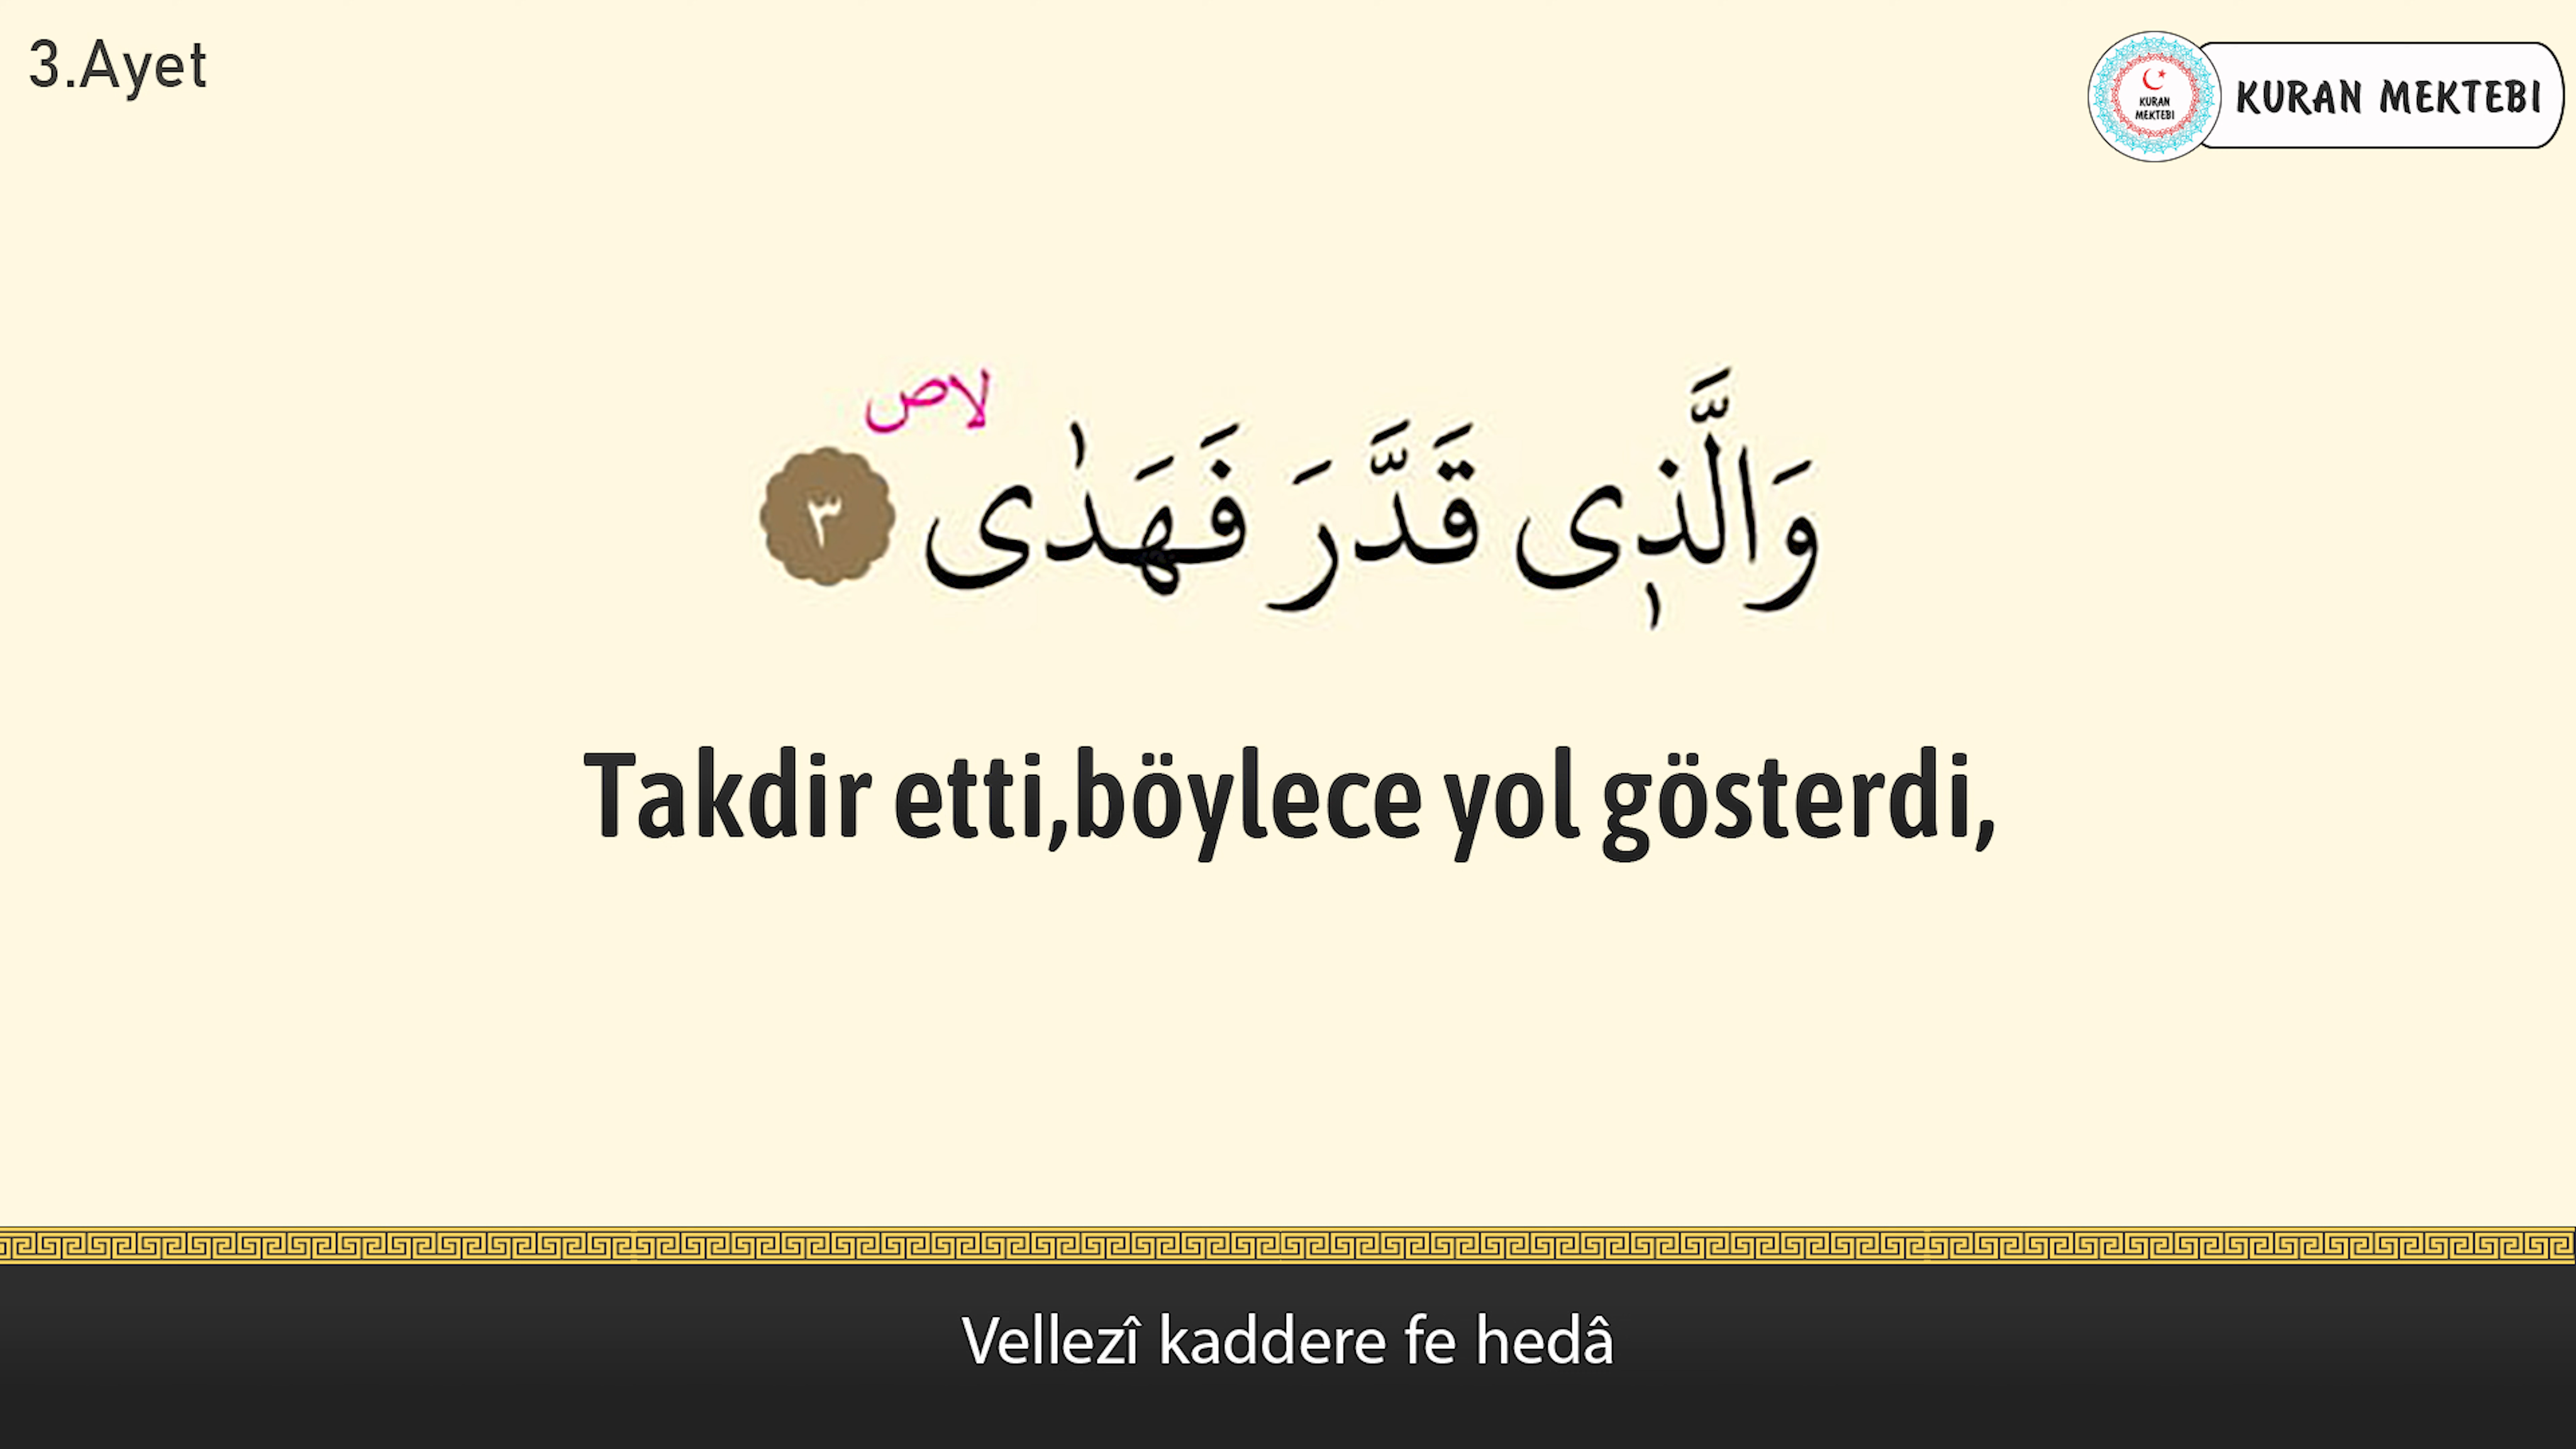 3.Ayet
KURAN
MEKTEBI
KURAN MEKTEBI
لاص
وَالَّذٖى قَدَّرَ فَهَدٰى ٣
Takdir etti,böylece yol gösterdi,
Vellezî kaddere fe hedâ